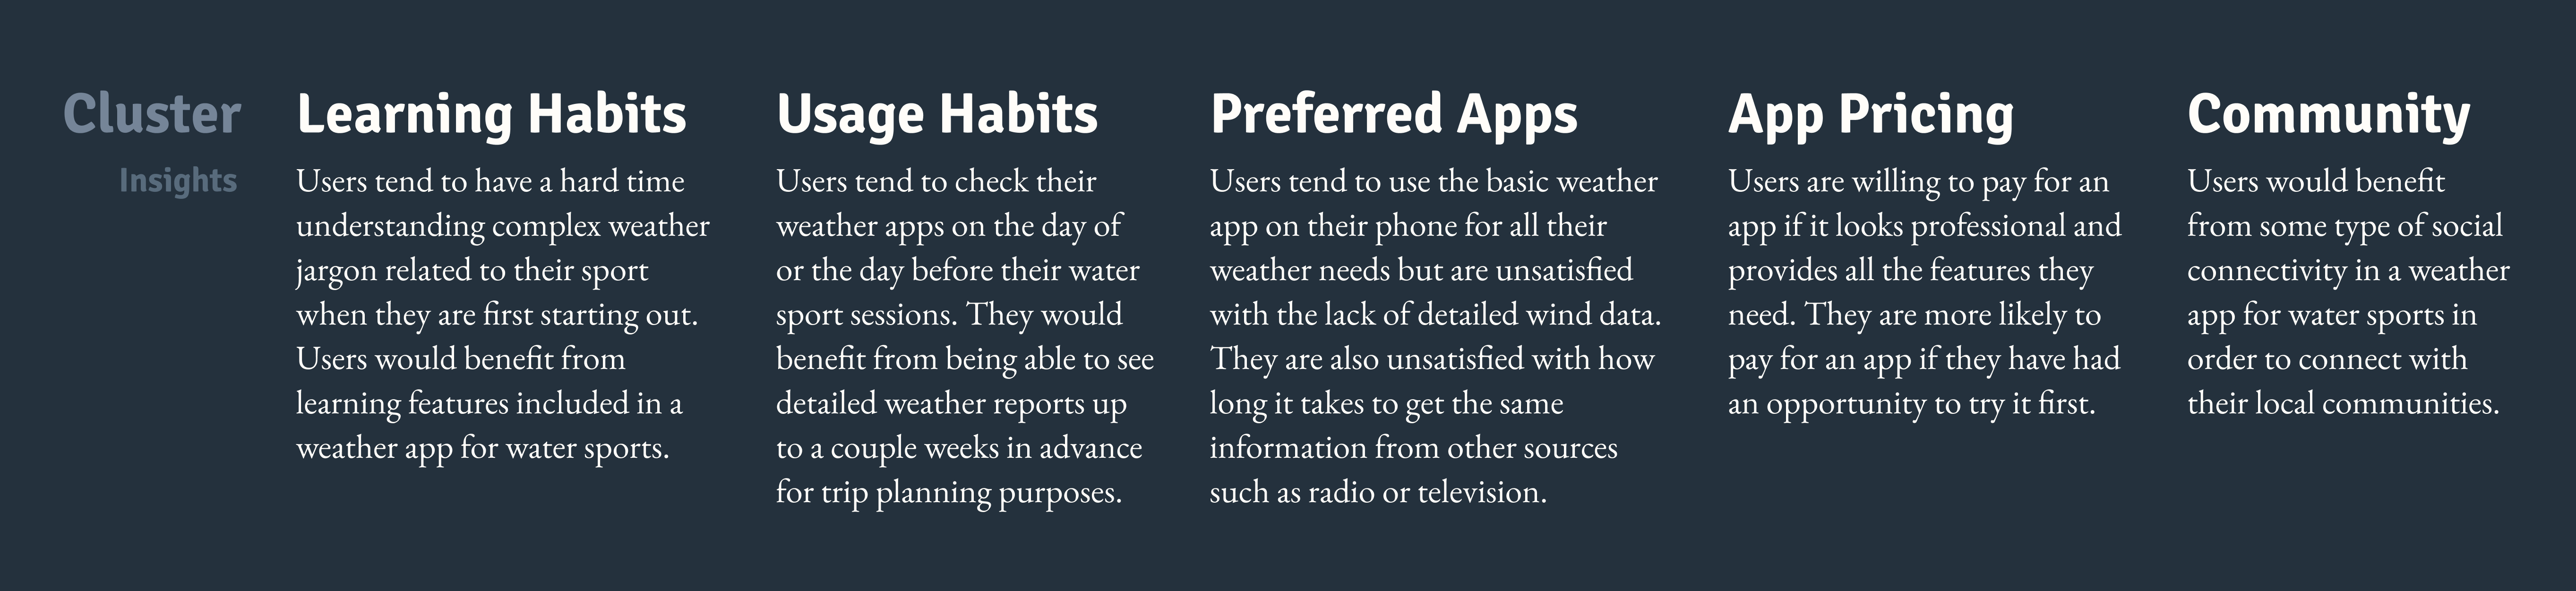 Cluster
Insights
Learning Habits
Users tend to have a hard time
understanding complex weather
jargon related to their sport
when they are first starting out.
Users would benefit from
learning features included in a
weather app for water sports.
Usage Habits
Users tend to check their
weather apps on the day of
or the day before their water
sport sessions. They would
benefit from being able to see
detailed weather reports up
to a couple weeks in advance
for trip planning purposes.
Preferred Apps
Users tend to use the basic weather
app on their phone for all their
weather needs but are unsatisfied
with the lack of detailed wind data.
They are also unsatisfied with how
long it takes to get the same
information from other sources
such as radio or television.
App Pricing
Users are willing to pay for an
app if it looks professional and
provides all the features they
need. They are more likely to
pay for an app if they have had
an opportunity to try it first.
Community
Users would benefit
from some type of social
connectivity in a weather
app for water sports in
order to connect with
their local communities.